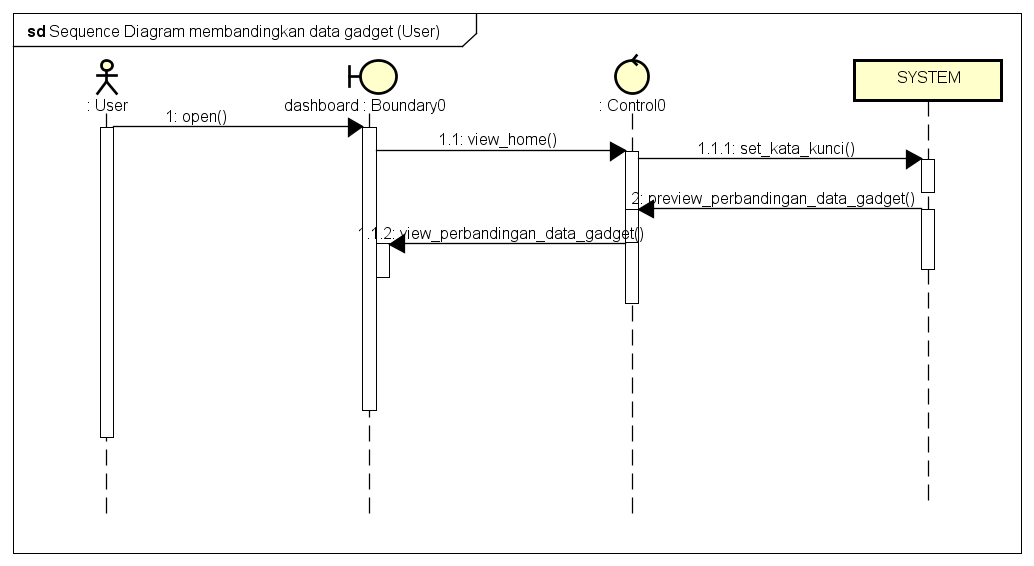 sd Sequence Diagram membandingkan data gadget (User)
: User
dashboard : Boundary0
: Control0
SYSTEM
1: open()
1.1: view_home()
1.1.1: set_kata_kunci()
2: preview_perbandingan_data_gadget()
1.1.2: view_perbandingan_data_gadget()